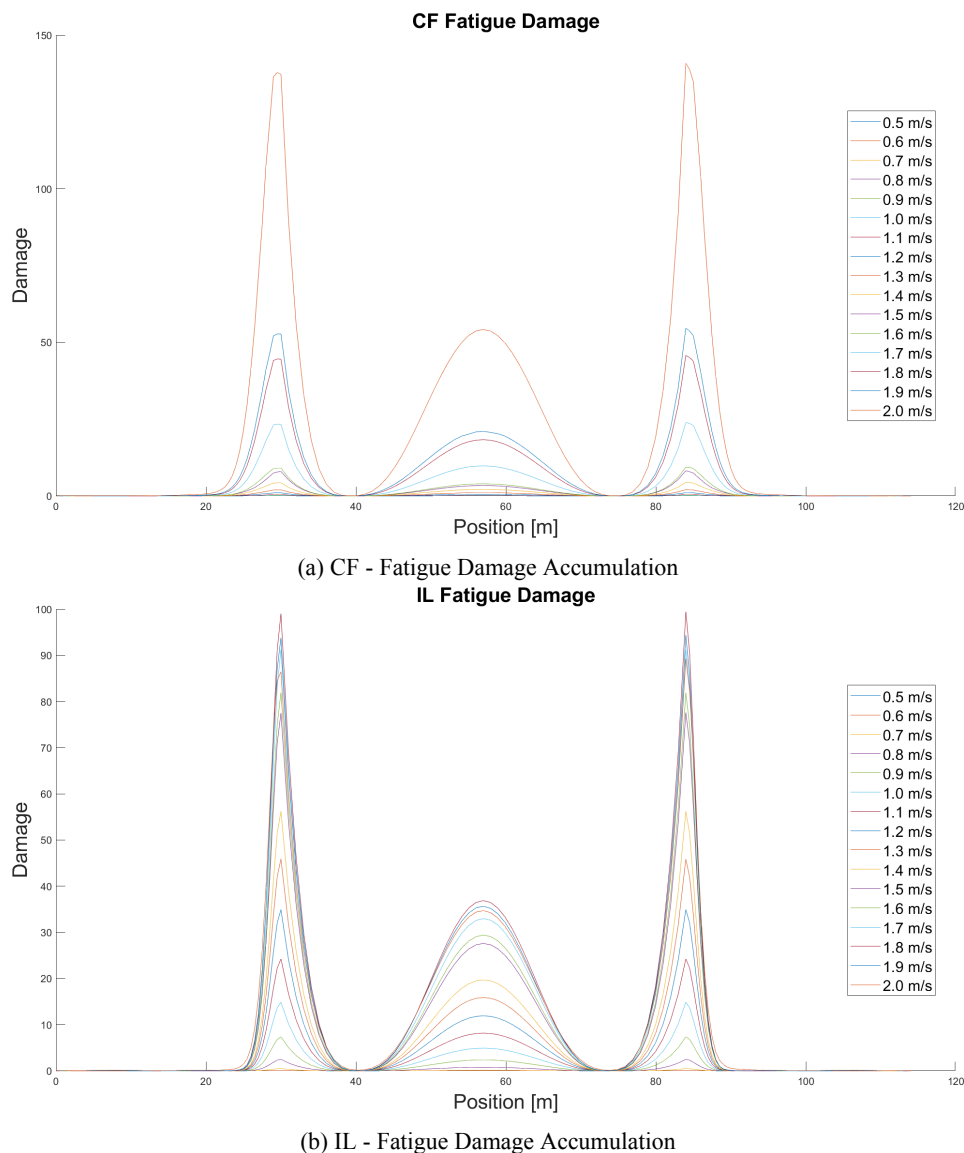 CF Fatigue Damage
150
100
50
0
Damage
0 20 40 60 80 100 120
Position [m]
0.5 m/s
0.6 m/s
0.7 m/s
0.8 m/s
0.9 m/s
1.0 m/s
1.1 m/s
1.2 m/s
1.3 m/s
1.4 m/s
1.5 m/s
1.6 m/s
1.7 m/s
1.8 m/s
1.9 m/s
2.0 m/s
(a) CF - Fatigue Damage Accumulation
IL Fatigue Damage
100
90
80
70
60
50
40
30
20
10
0
Damage
0 20 40 60 80 100 120
Position [m]
0.5 m/s
0.6 m/s
0.7 m/s
0.8 m/s
0.9 m/s
1.0 m/s
1.1 m/s
1.2 m/s
1.3 m/s
1.4 m/s
1.5 m/s
1.6 m/s
1.7 m/s
1.8 m/s
1.9 m/s
2.0 m/s
(b) IL - Fatigue Damage Accumulation